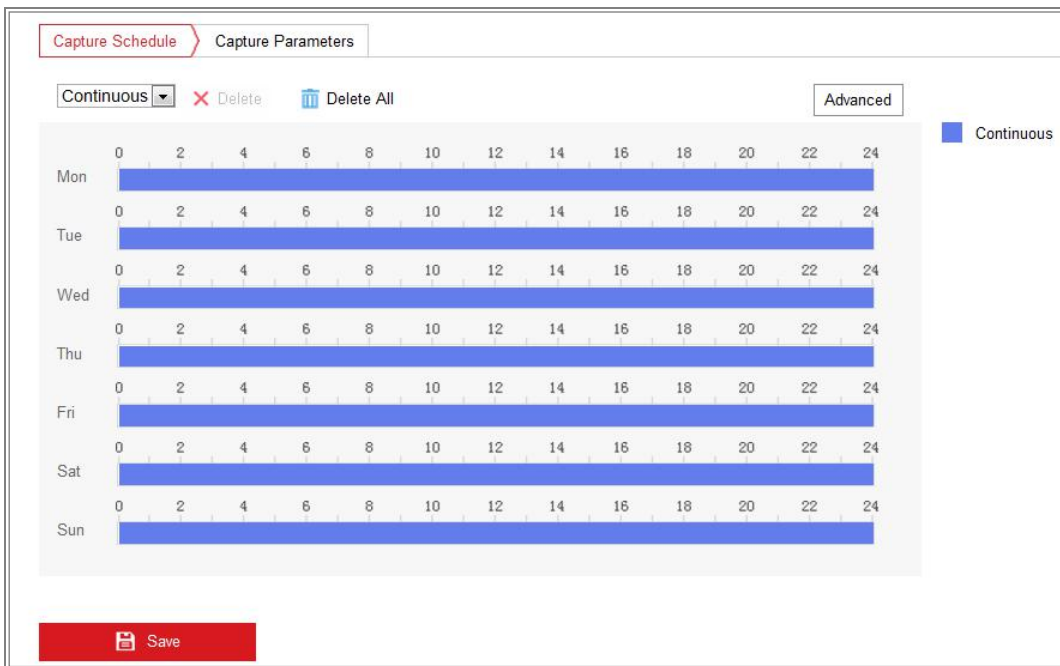 Capture Schedule Capture Parameters
Continuous Delete Delete All Advanced
Continuous
0 2 4 6 8 10 12 14 16 18 20 22 24
Mon
0 2 4 6 8 10 12 14 16 18 20 22 24
Tue
0 2 4 6 8 10 12 14 16 18 20 22 24
Wed
0 2 4 6 8 10 12 14 16 18 20 22 24
Thu
0 2 4 6 8 10 12 14 16 18 20 22 24
Fri
0 2 4 6 8 10 12 14 16 18 20 22 24
Sat
0 2 4 6 8 10 12 14 16 18 20 22 24
Sun
Save